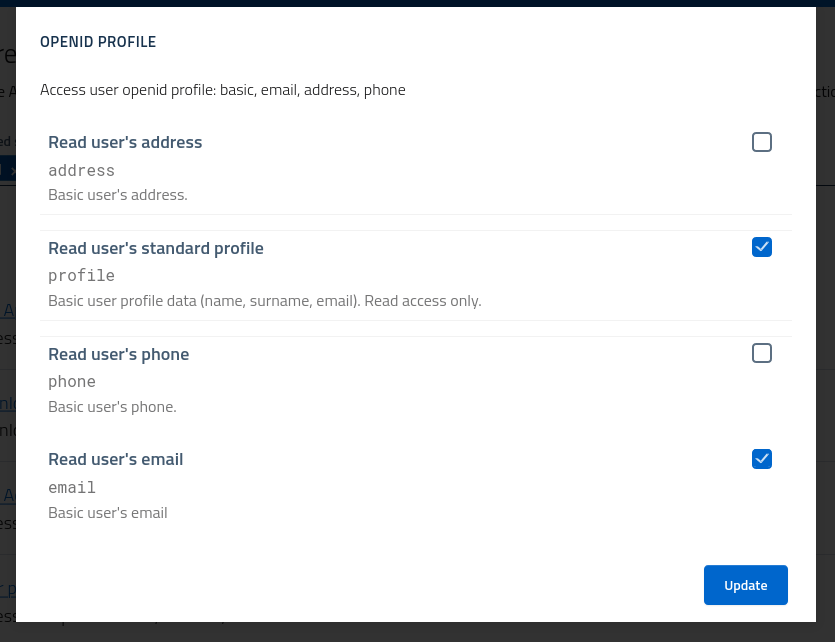 OPENID PROFILE
Access user openid profile: basic, email, address, phone
Read user's address
address
Basic user's address.
Read user's standard profile
profile
Basic user profile data (name, surname, email). Read access only.
Read user's phone
phone
Basic user's phone.
Read user's email
email
Basic user's email
Update